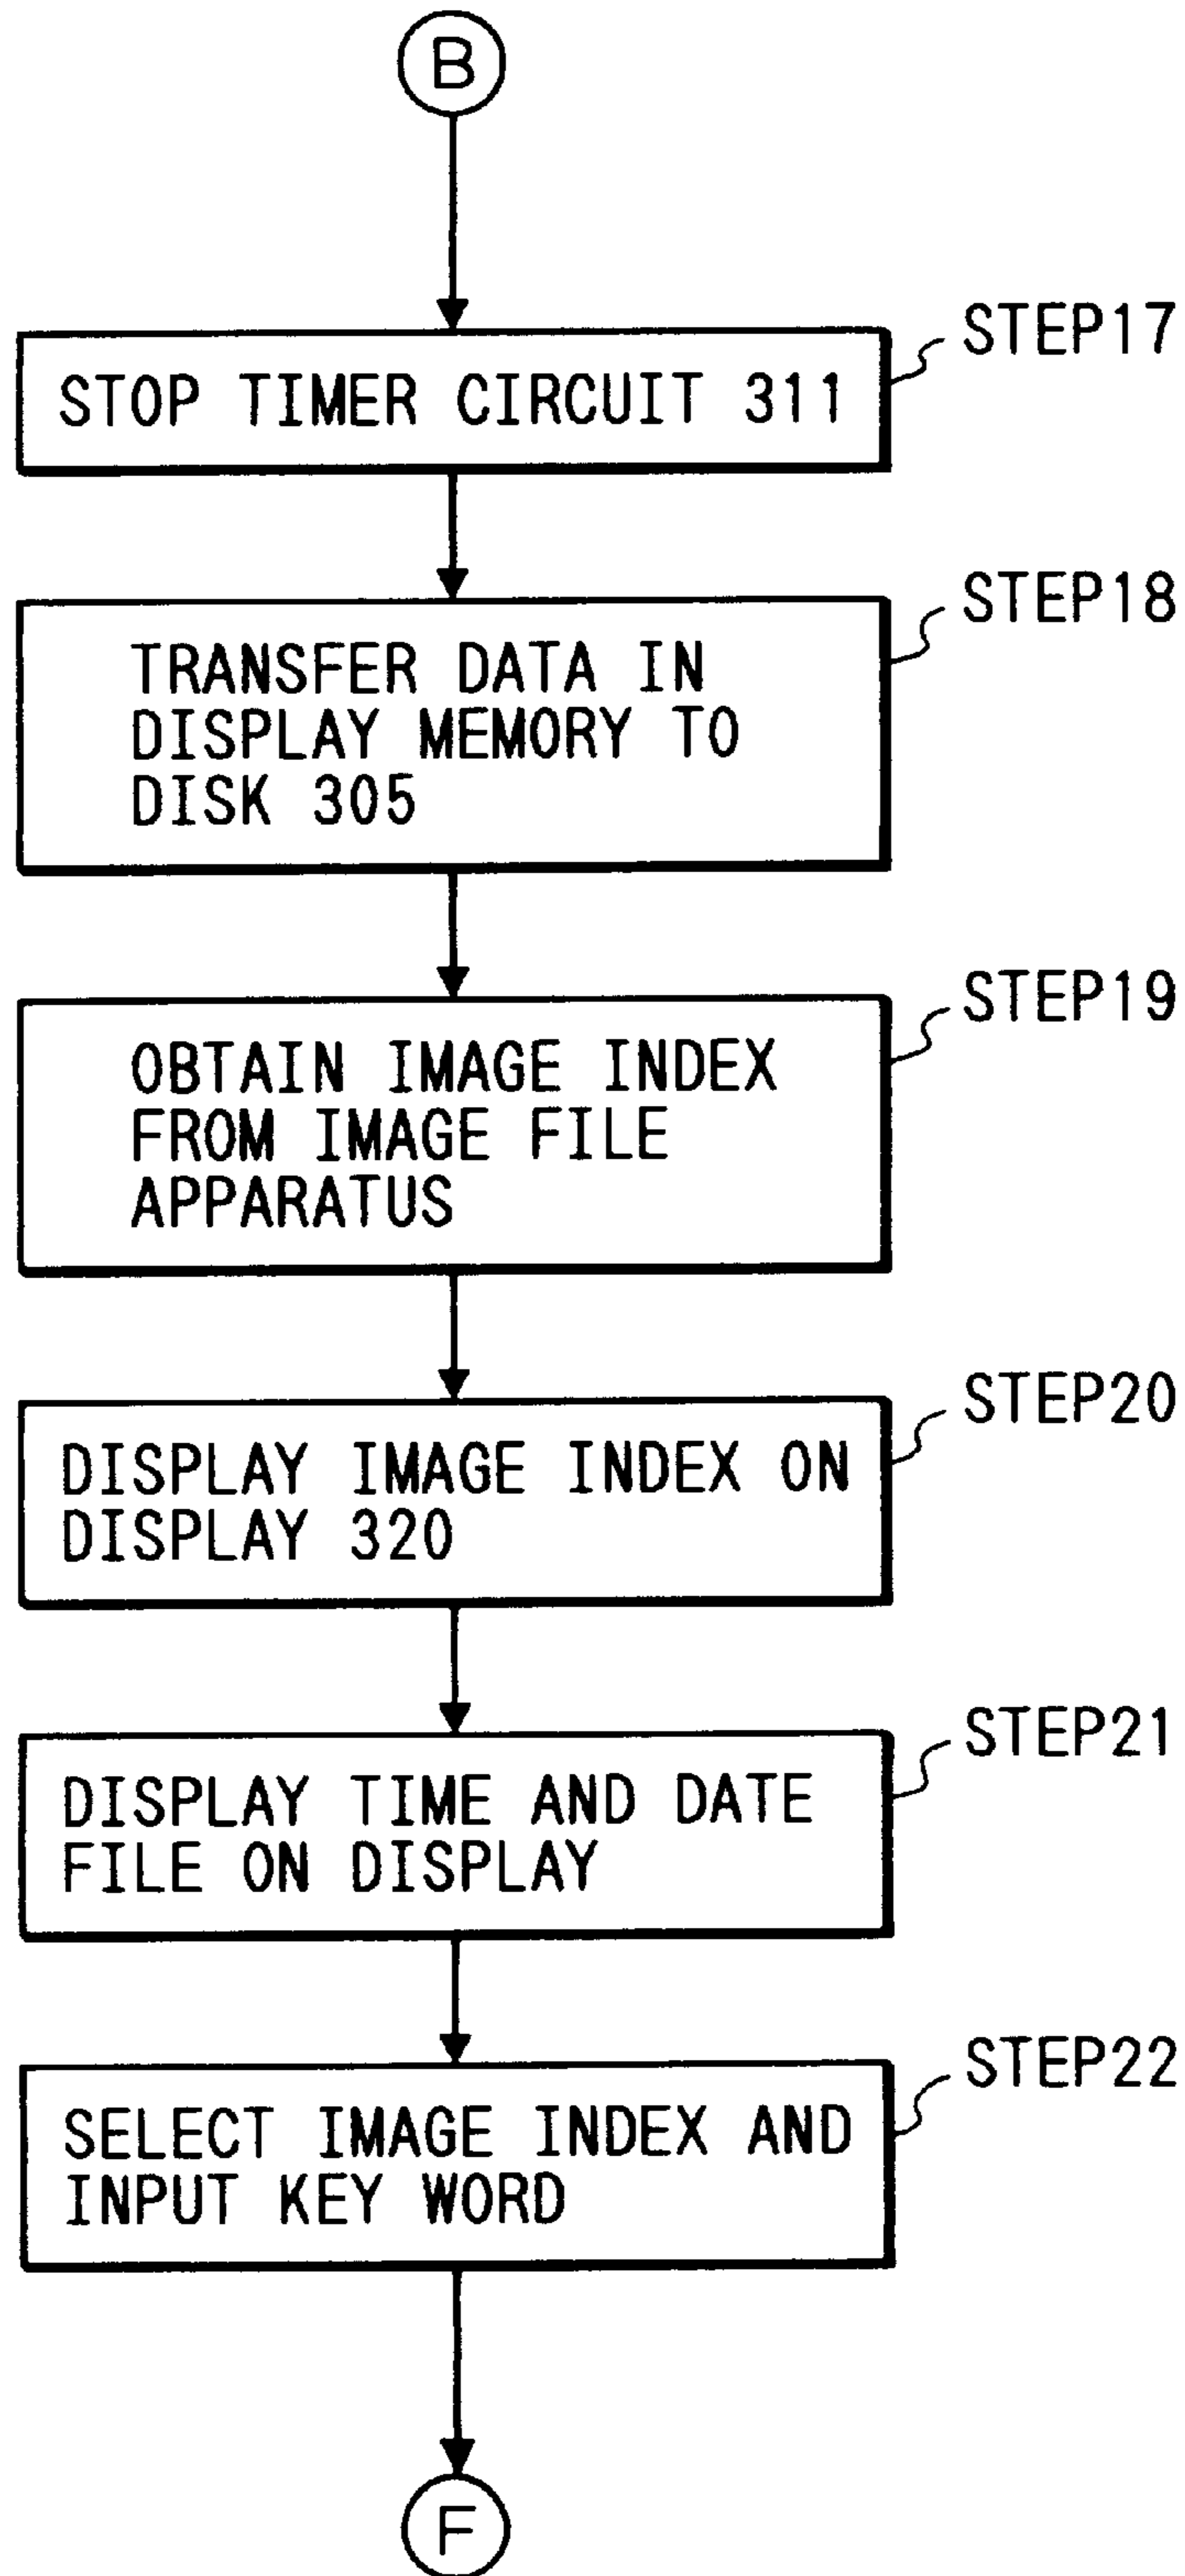 B
STEP17
STOP TIMER CIRCUIT 311
STEP18
TRANSFER DATA IN
DISPLAY MEMORY TO
DISK 305
STEP19
OBTAIN IMAGE INDEX
FROM IMAGE FILE
APPARATUS
STEP20
DISPLAY IMAGE INDEX ON
DISPLAY 320
STEP21
DISPLAY TIME AND DATE
FILE ON DISPLAY
STEP22
SELECT IMAGE INDEX AND
INPUT KEY WORD
F